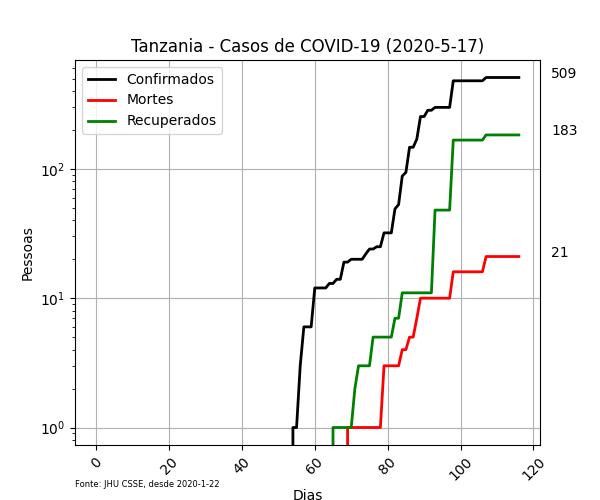 Tanzania - Casos de COVID-19 (2020-5-17)
Confirmados
Mortes
Recuperados
509
183
21
10²
10¹
10⁰
Pessoas
0 20 40 60 80 100 120
Fonte: JHU CSSE, desde 2020-1-22
Dias